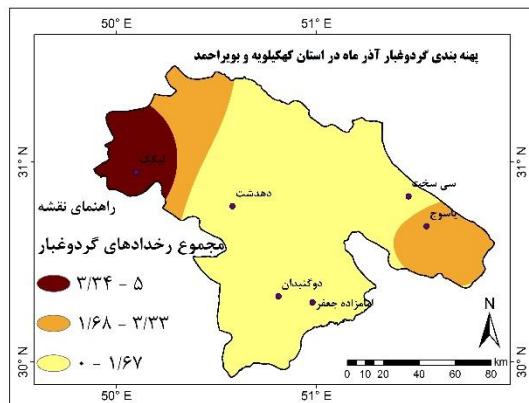 50° E
51° E
پهنه بندی گردوغبار آذر ماه در استان کهکیلویه و بویراحمد
31° N
31° N
لیکک
سی سخت
دهدشت
یاسوج
راهنمای نقشه
مجموع رخدادهای گردوغبار
دوگنبدان
امامزاده جعفر
۳/۳۴ - ۵
۱/۶۸ - ۳/۳۳
۰ - ۱/۶۷
N
30° N
30° N
km
0 10 20 40 60 80
50° E
51° E